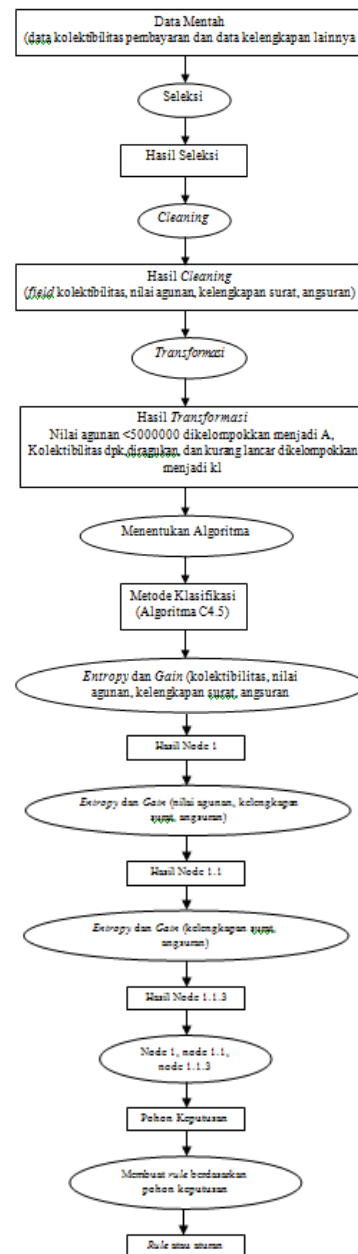 Data Mentah
(data kolektibilitas pembayaran dan data kelengkapan lainnya
Seleksi
Hasil Seleksi
Cleaning
Hasil Cleaning
(field kolektibilitas, nilai agunan, kelengkapan surat, angsuran)
Transformasi
Hasil Transformasi
Nilai agunan <5000000 dikelompokkan menjadi A,
Kolektibilitas dpk,diragukan, dan kurang lancar dikelompokkan
menjadi kl
Menentukan Algoritma
Metode Klasifikasi
(Algoritma C4.5)
Entropy dan Gain (kolektibilitas, nilai
agunan, kelengkapan surat, angsuran
Hasil Node 1
Entropy dan Gain (nilai agunan, kelengkapan
surat, angsuran)
Hasil Node 1.1
Entropy dan Gain (kelengkapan surat,
angsuran)
Hasil Node 1.1.3
Node 1, node 1.1,
node 1.1.3
Pohon Keputusan
Membuat rule berdasarkan
pohon keputusan
Rule atau aturan